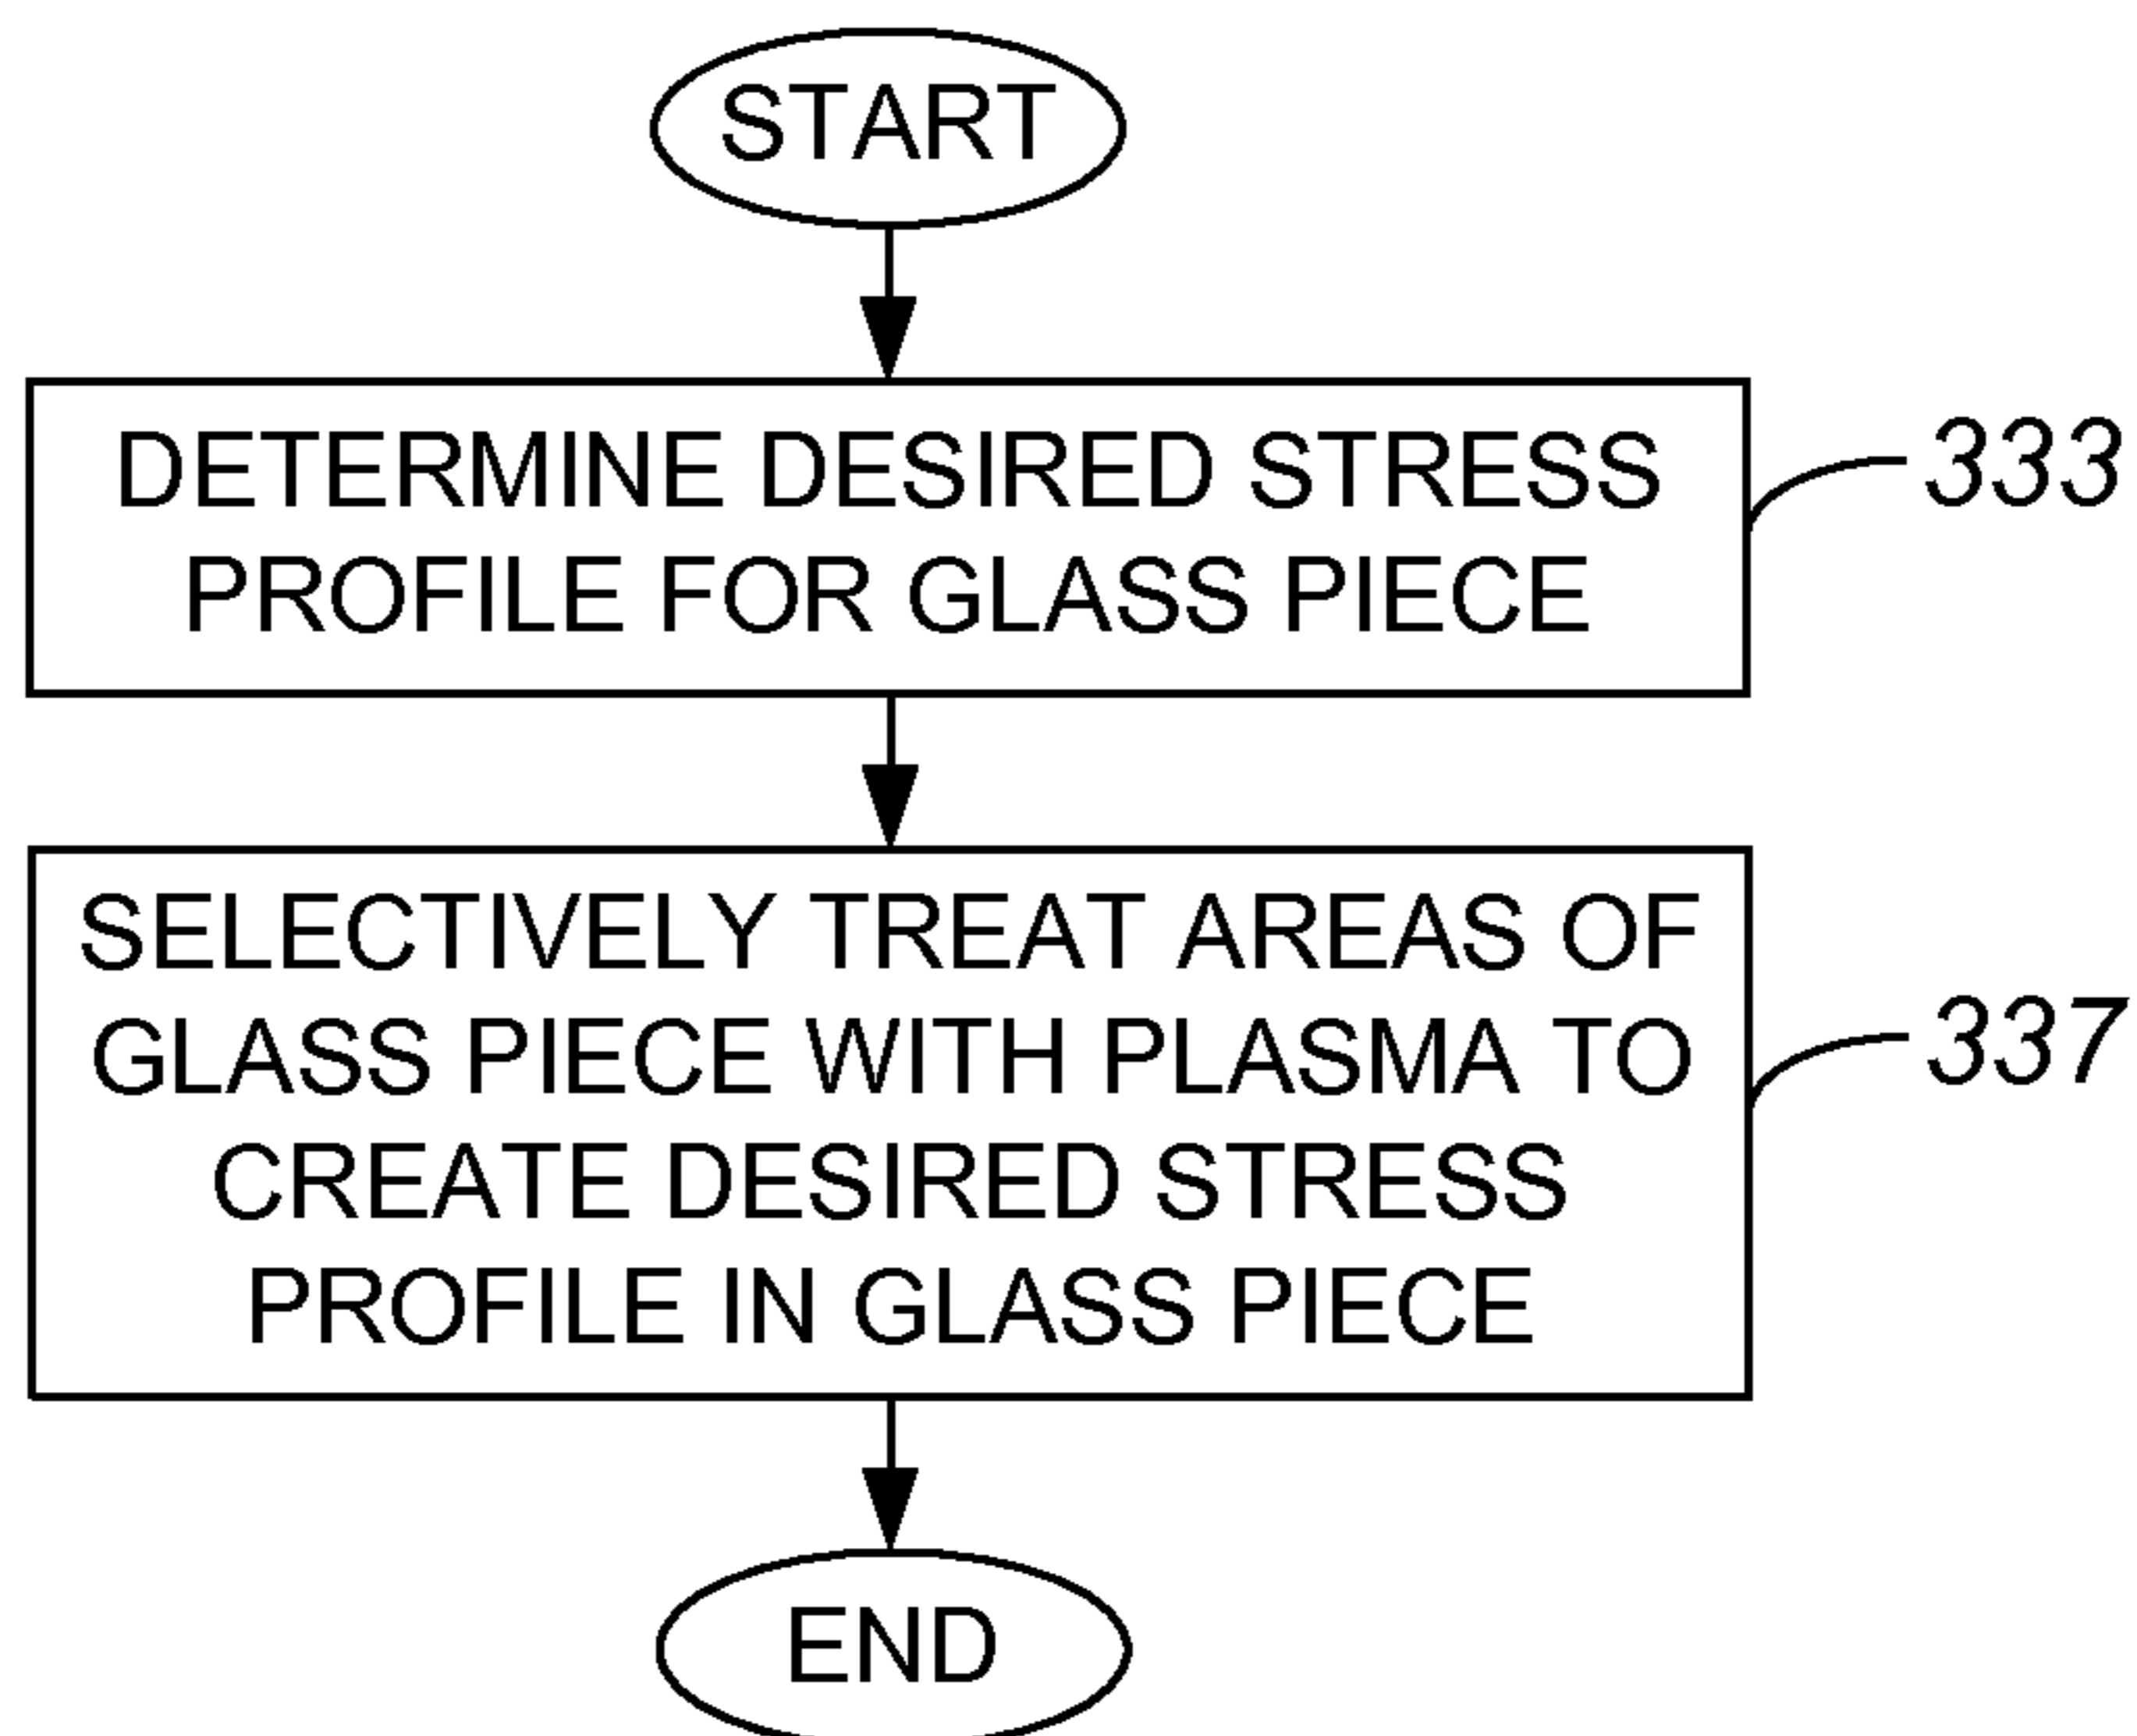 START
DETERMINE DESIRED STRESS
PROFILE FOR GLASS PIECE
333
SELECTIVELY TREAT AREAS OF
GLASS PIECE WITH PLASMA TO
CREATE DESIRED STRESS
PROFILE IN GLASS PIECE
337
END